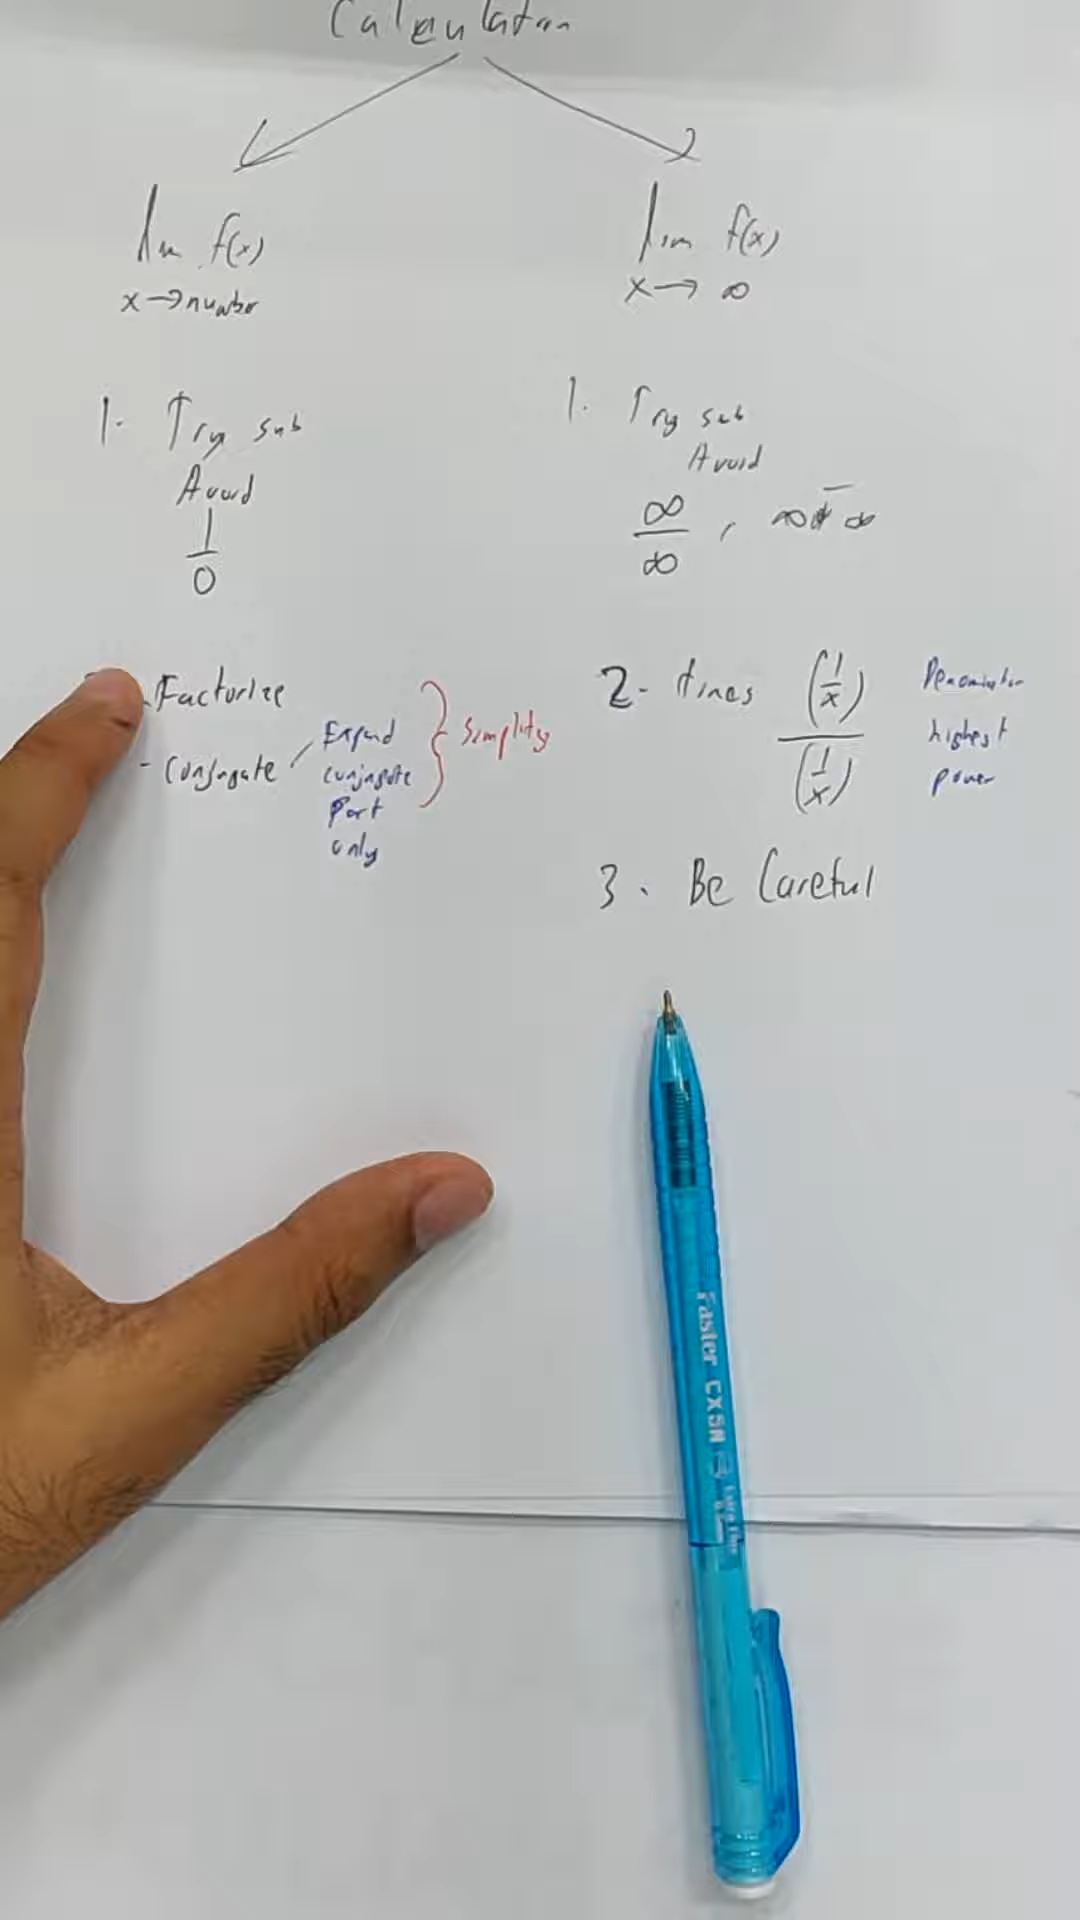 Calculation
lim f(x)
x → number
1. Try sub
Avoid
1
0
Factorize
- Conjugate
Expand
conjugate
Part
only
Simplify
lim f(x)
x → ∞
1. Try sub
Avoid
∞/∞ , ∞ - ∞
2- times (1/x)
(1/x)
Denominator
highest
power
3. Be Careful
Faster CX5N